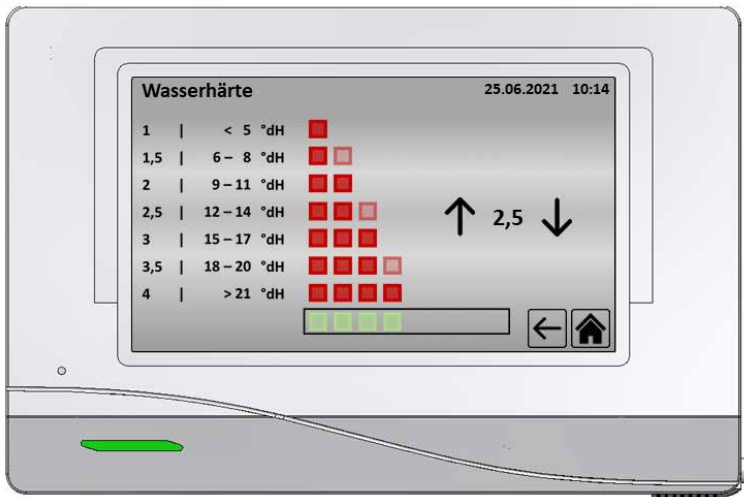 Wasserhärte 25.06.2021 10:14
1 | < 5 °dH
1,5 | 6 – 8 °dH
2 | 9 – 11 °dH
2,5 | 12 – 14 °dH
2,5
3 | 15 – 17 °dH
3,5 | 18 – 20 °dH
4 | > 21 °dH